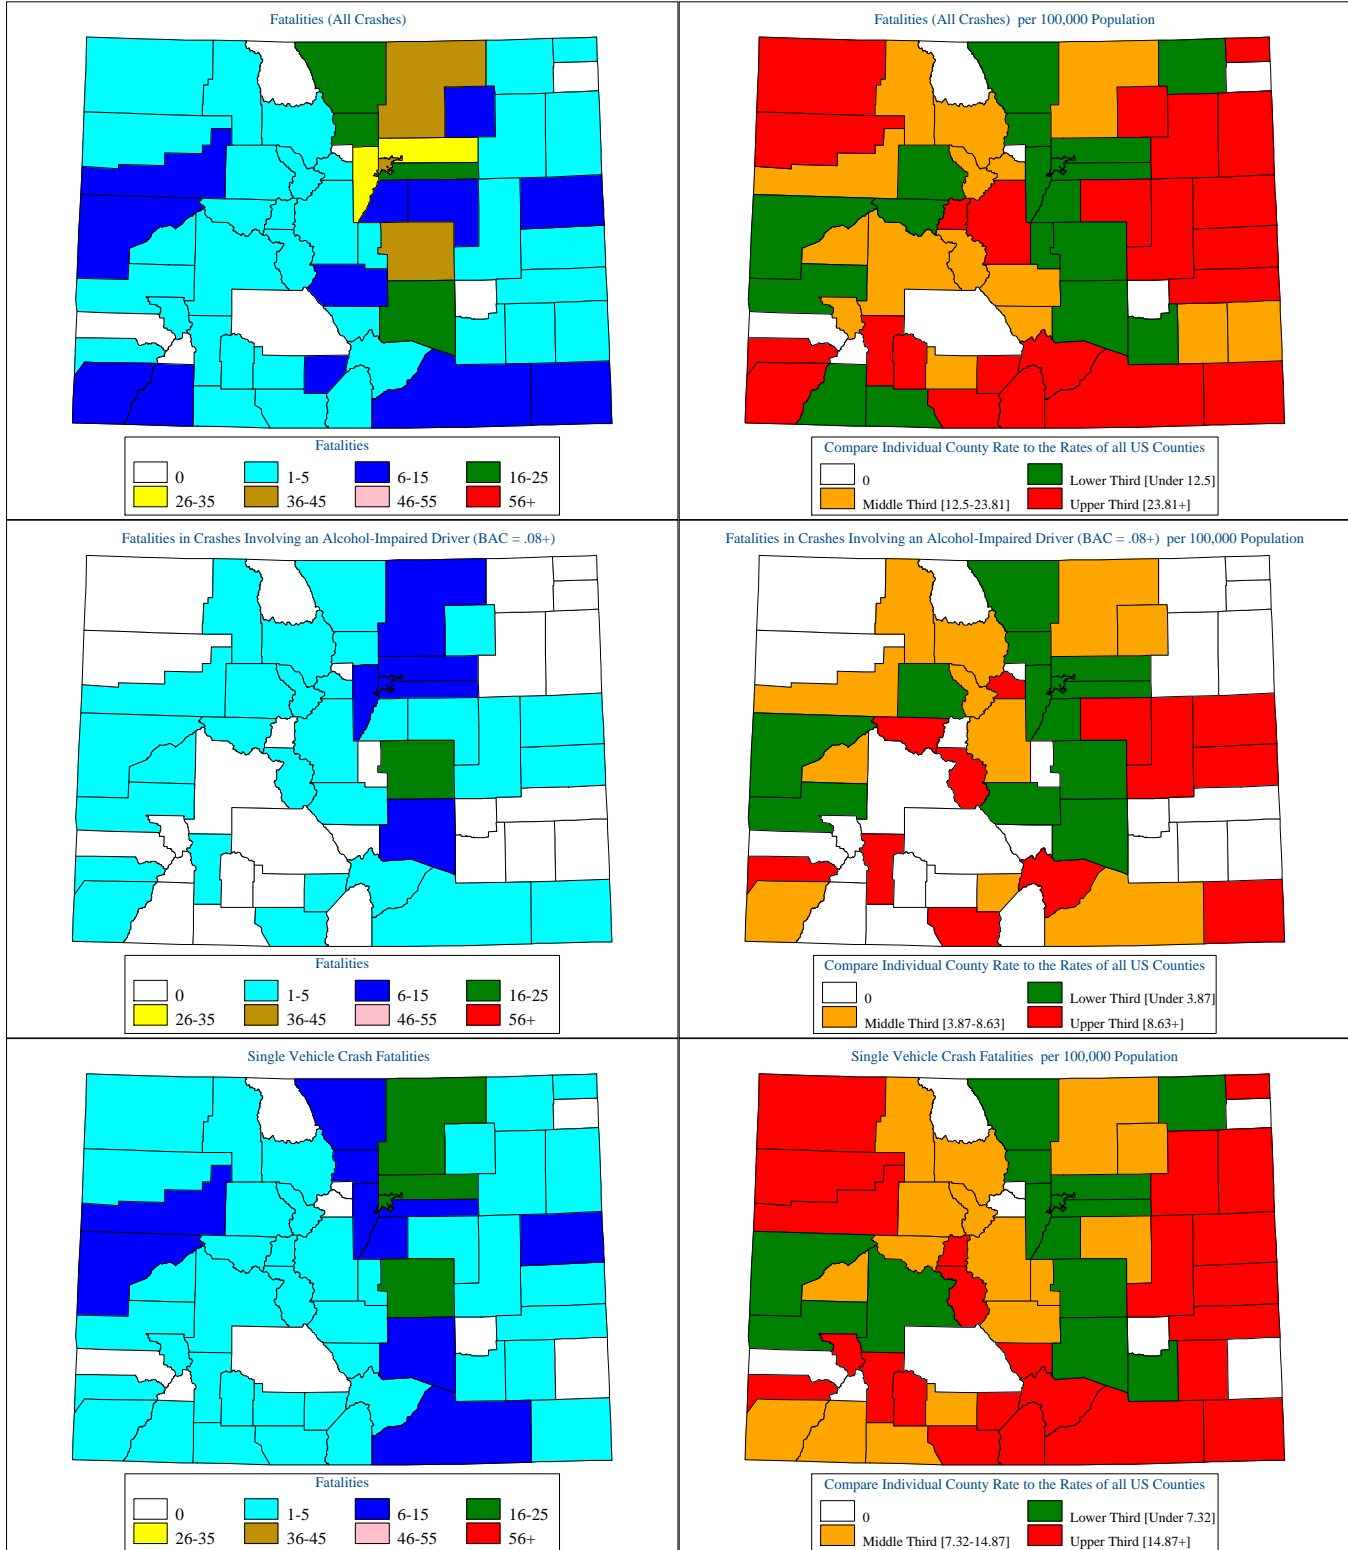 Fatalities (All Crashes)
Fatalities
0
1-5
6-15
16-25
26-35
36-45
46-55
56+
Fatalities (All Crashes) per 100,000 Population
Compare Individual County Rate to the Rates of all US Counties
0
Lower Third [Under 12.5]
Middle Third [12.5-23.81]
Upper Third [23.81+]
Fatalities in Crashes Involving an Alcohol-Impaired Driver (BAC = .08+)
Fatalities
0
1-5
6-15
16-25
26-35
36-45
46-55
56+
Fatalities in Crashes Involving an Alcohol-Impaired Driver (BAC = .08+) per 100,000 Population
Compare Individual County Rate to the Rates of all US Counties
0
Lower Third [Under 3.87]
Middle Third [3.87-8.63]
Upper Third [8.63+]
Single Vehicle Crash Fatalities
Fatalities
0
1-5
6-15
16-25
26-35
36-45
46-55
56+
Single Vehicle Crash Fatalities per 100,000 Population
Compare Individual County Rate to the Rates of all US Counties
0
Lower Third [Under 7.32]
Middle Third [7.32-14.87]
Upper Third [14.87+]